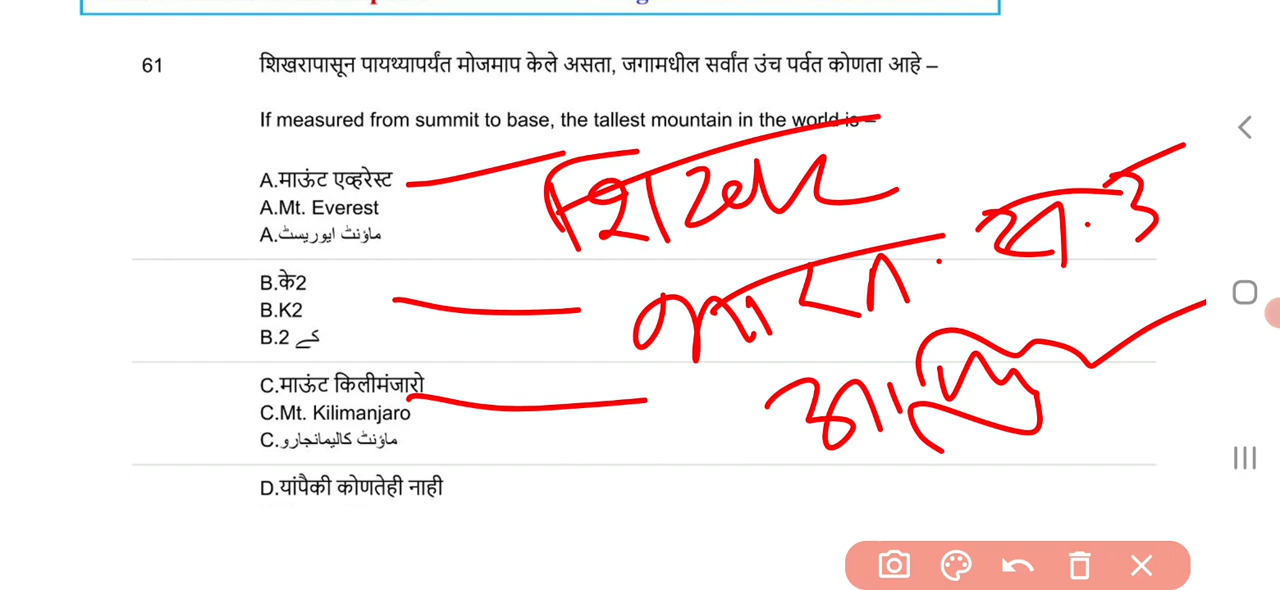 61
शिखरापासून पायथ्यापर्यंत मोजमाप केले असता, जगामधील सर्वांत उंच पर्वत कोणता आहे –
If measured from summit to base, the tallest mountain in the world is –
A.माऊंट एव्हरेस्ट
A.Mt. Everest
A.ماؤنٹ ایوریسٹ
शिखर
B.के2
B.K2
B.2 کے
भारत
C.माऊंट किलीमंजारो
C.Mt. Kilimanjaro
C.ماؤنٹ کالیمانجارو
D.यांपैकी कोणतेही नाही